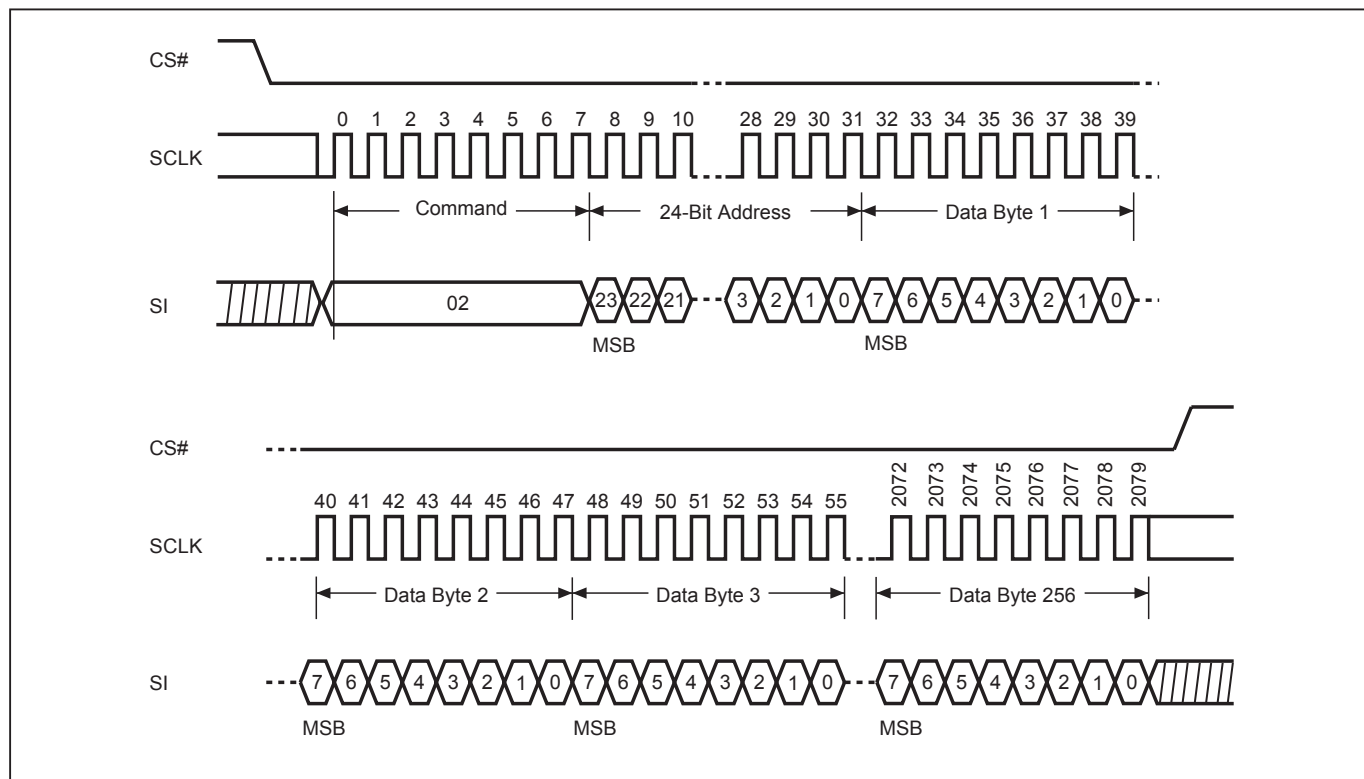 CS#
0 1 2 3 4 5 6 7 8 9 10 28 29 30 31 32 33 34 35 36 37 38 39
SCLK
Command 24-Bit Address Data Byte 1
SI 02 23 22 21 3 2 1 0 7 6 5 4 3 2 1 0
MSB MSB
CS#
2072 2073 2074 2075 2076 2077 2078 2079
40 41 42 43 44 45 46 47 48 49 50 51 52 53 54 55
SCLK
Data Byte 2 Data Byte 3 Data Byte 256
SI 7 6 5 4 3 2 1 0 7 6 5 4 3 2 1 0 7 6 5 4 3 2 1 0
MSB MSB MSB